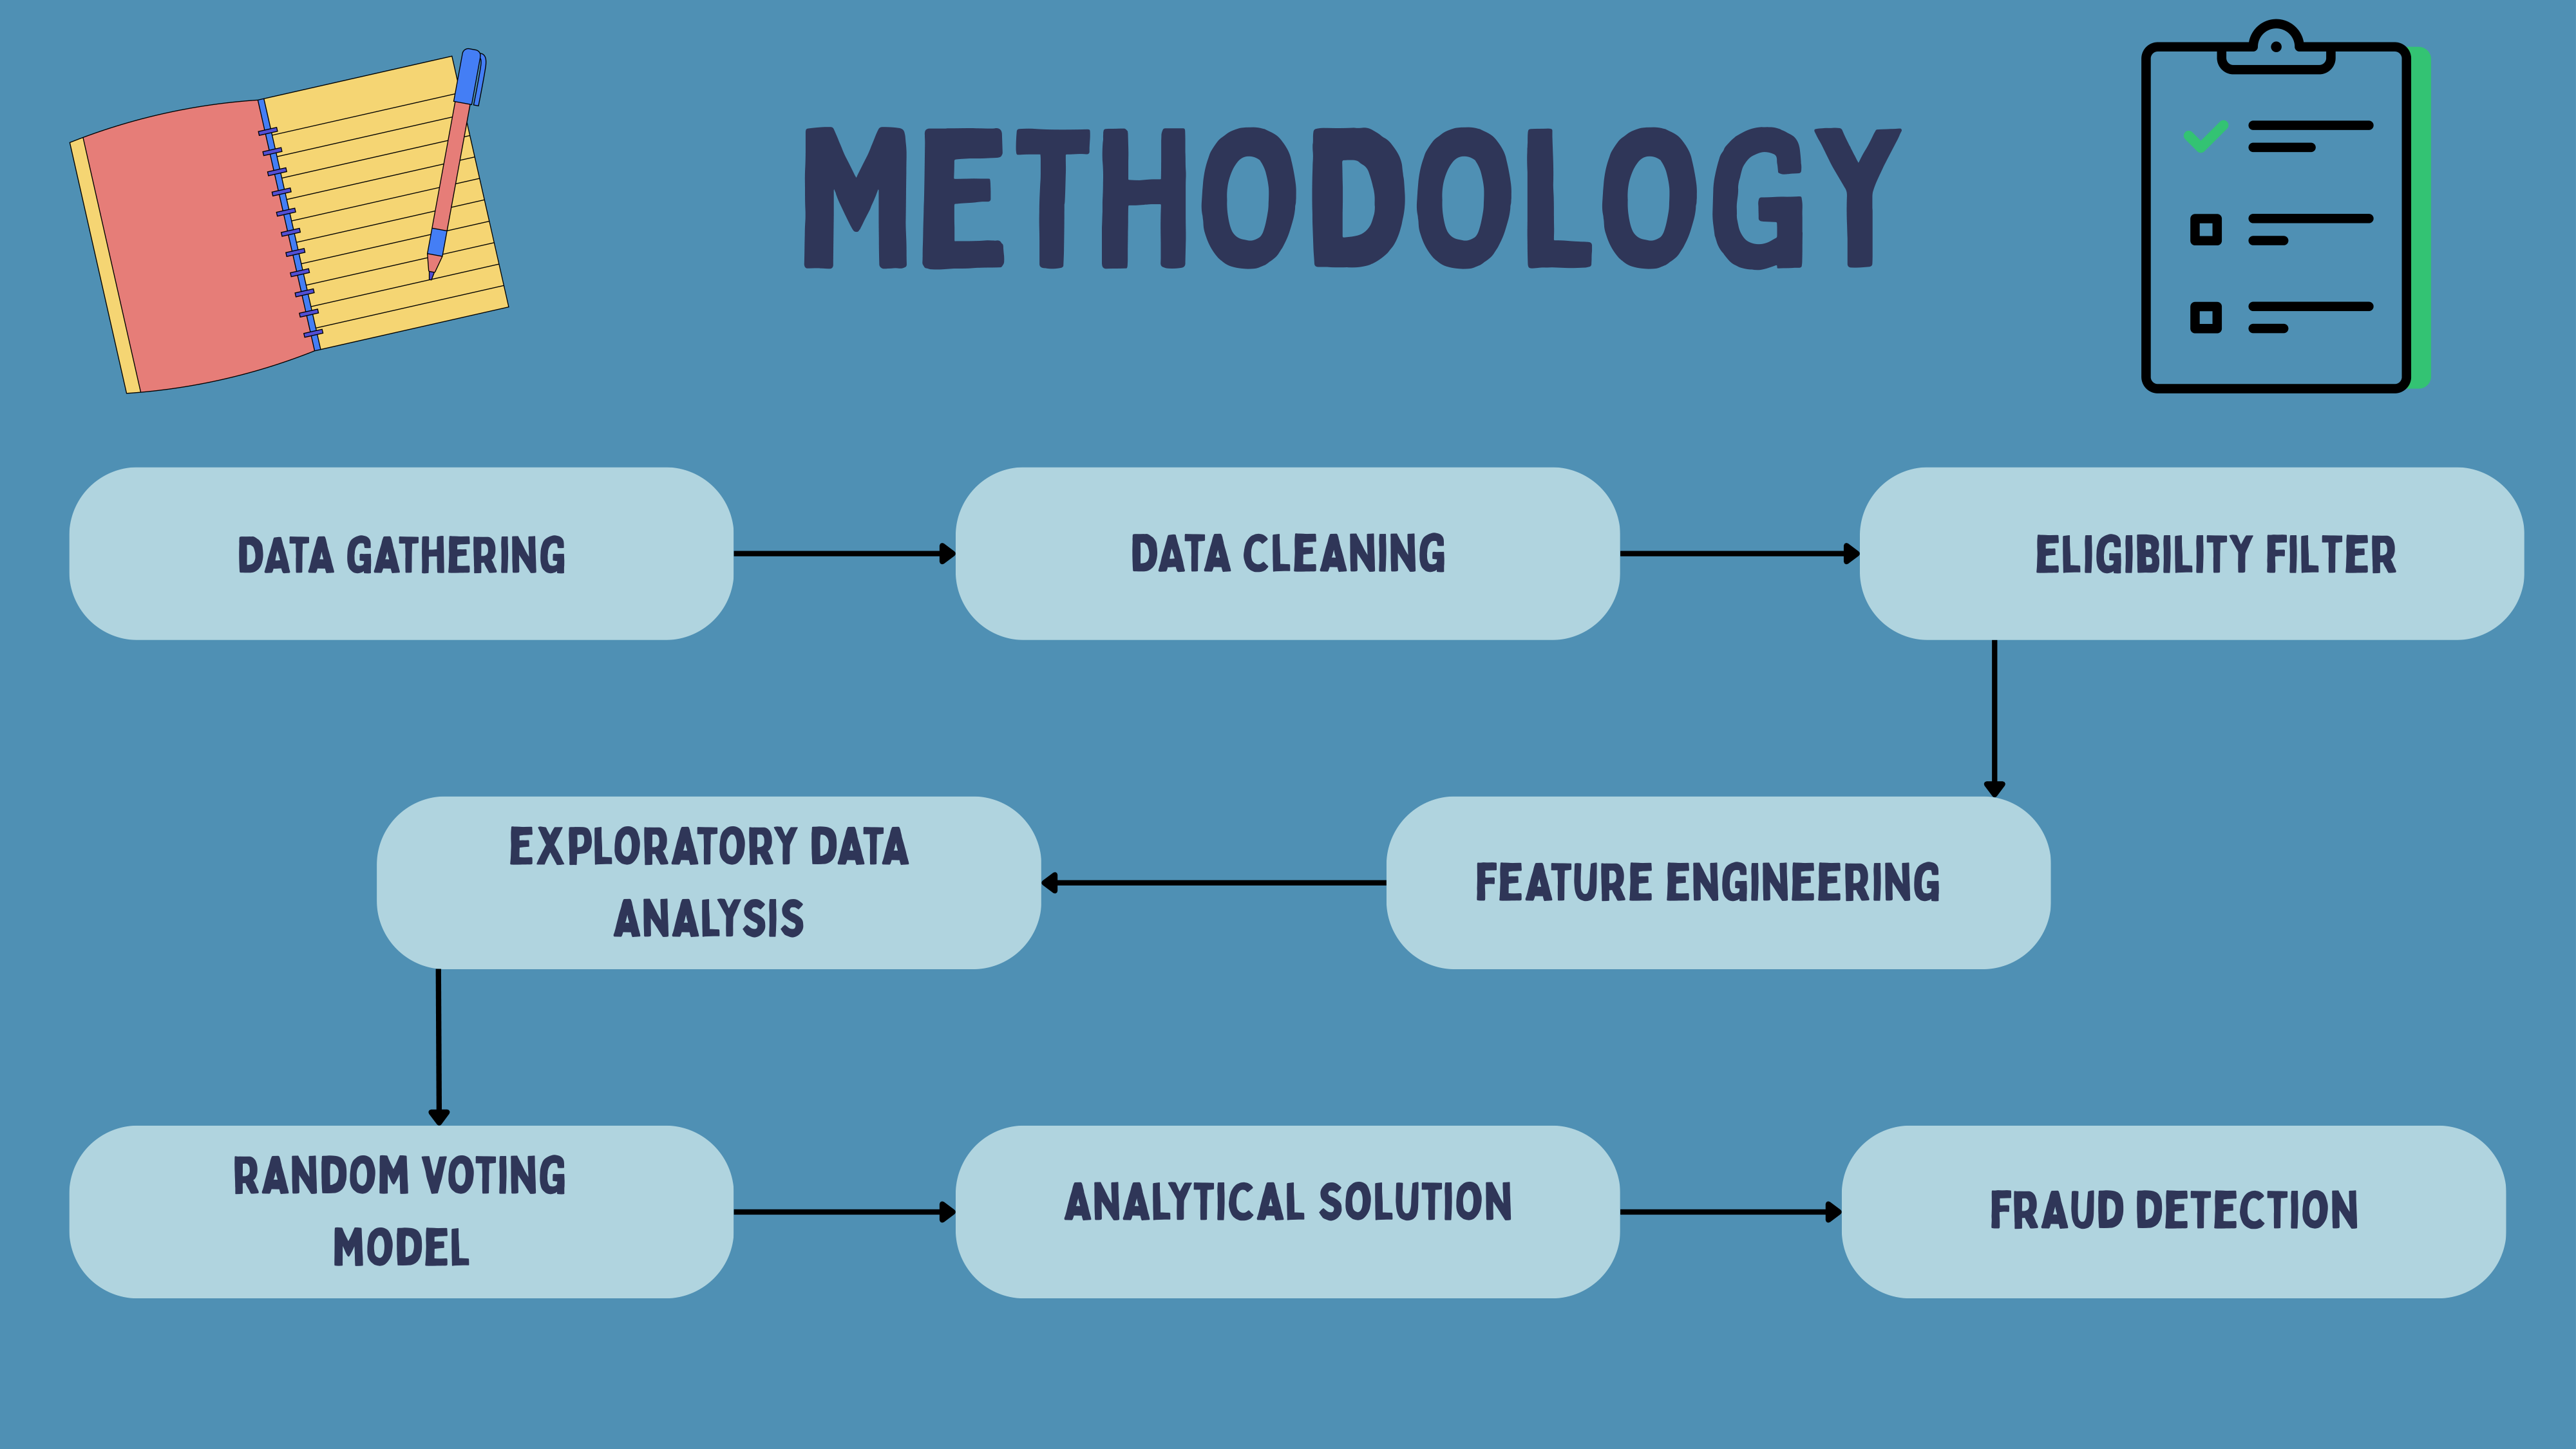 METHODOLOGY
DATA GATHERING
DATA CLEANING
ELIGIBILITY FILTER
FEATURE ENGINEERING
EXPLORATORY DATA
ANALYSIS
RANDOM VOTING
MODEL
ANALYTICAL SOLUTION
FRAUD DETECTION